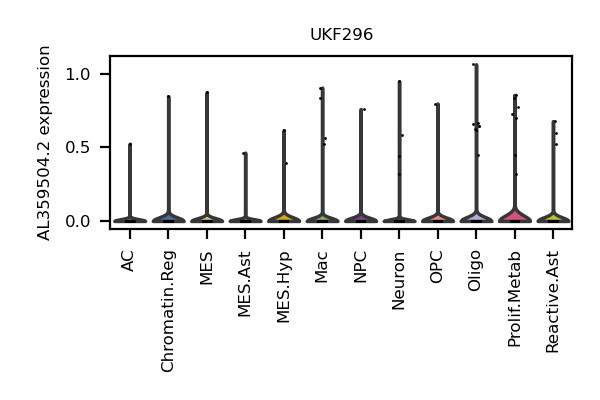 UKF296
AL359504.2 expression
1.0
0.5
0.0
AC
Chromatin.Reg
MES
MES.Ast
MES.Hyp
Mac
NPC
Neuron
OPC
Oligo
Prolif.Metab
Reactive.Ast